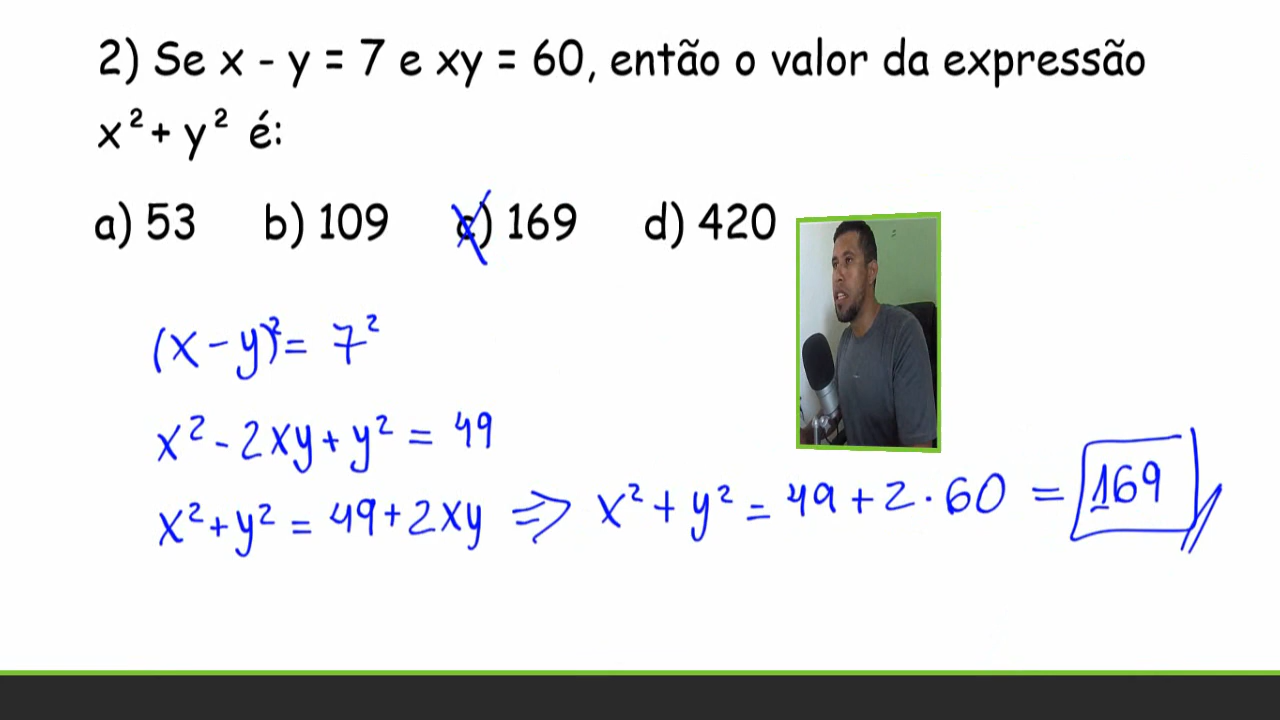 2) Se x - y = 7 e xy = 60, então o valor da expressão
x² + y² é:
a) 53 b) 109 c) 169 d) 420
(x - y)² = 7²
x² - 2xy + y² = 49
x² + y² = 49 + 2xy ⇒ x² + y² = 49 + 2 · 60 = 169